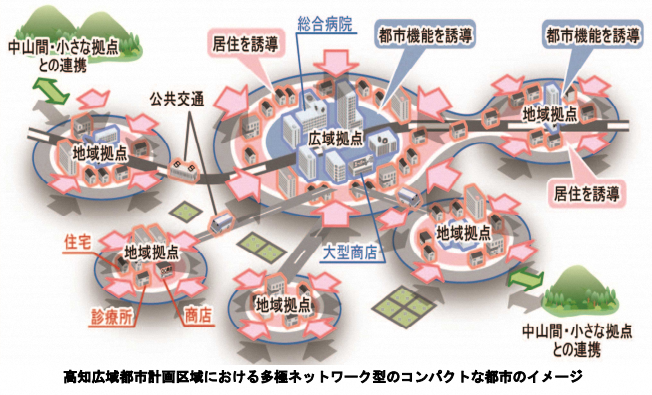 総合病院
居住を誘導
都市機能を誘導
都市機能を誘導
中山間・小さな拠点
との連携
公共交通
地域拠点
広域拠点
地域拠点
居住を誘導
地域拠点
住宅
地域拠点
大型商店
診療所
商店
地域拠点
中山間・小さな拠点
との連携
高知広域都市計画区域における多極ネットワーク型のコンパクトな都市のイメージ